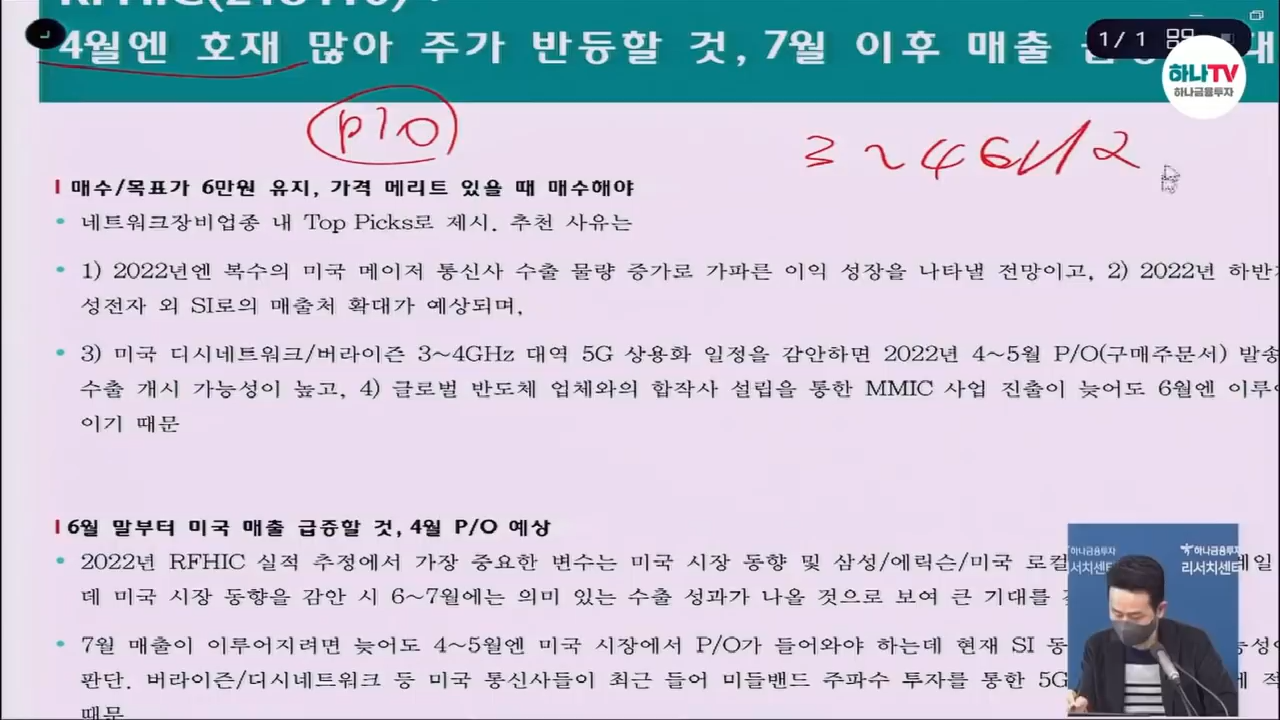 4월엔 호재 많아 주가 반등할 것, 7월 이후 매출
1/1
하나TV
하나금융투자
P/O
3~4GHz
매수/목표가 6만원 유지, 가격 메리트 있을 때 매수해야
• 네트워크장비업종 내 Top Picks로 제시. 추천 사유는
• 1) 2022년엔 복수의 미국 메이저 통신사 수출 물량 증가로 가파른 이익 성장을 나타낼 전망이고, 2) 2022년
성전자 외 SI로의 매출처 확대가 예상되며,
• 3) 미국 디시네트워크/버라이즌 3~4GHz 대역 5G 상용화 일정을 감안하면 2022년 4~5월 P/O(구매주문서) 발송
수출 개시 가능성이 높고, 4) 글로벌 반도체 업체와의 합작사 설립을 통한 MMIC 사업 진출이 늦어도 6월엔
이기 때문
6월 말부터 미국 매출 급증할 것, 4월 P/O 예상
• 2022년 RFHIC 실적 추정에서 가장 중요한 변수는 미국 시장 동향 및 삼성/에릭슨/미국 로컬
데 미국 시장 동향을 감안 시 6~7월에는 의미 있는 수출 성과가 나올 것으로 보여 큰 기대를
• 7월 매출이 이루어지려면 늦어도 4~5월엔 미국 시장에서 P/O가 들어와야 하는데 현재 SI
판단. 버라이즌/디시네트워크 등 미국 통신사들이 최근 들어 미들밴드 주파수 투자를 통한 5G
때문
하나금융투자
하나금융투자
리서치센터